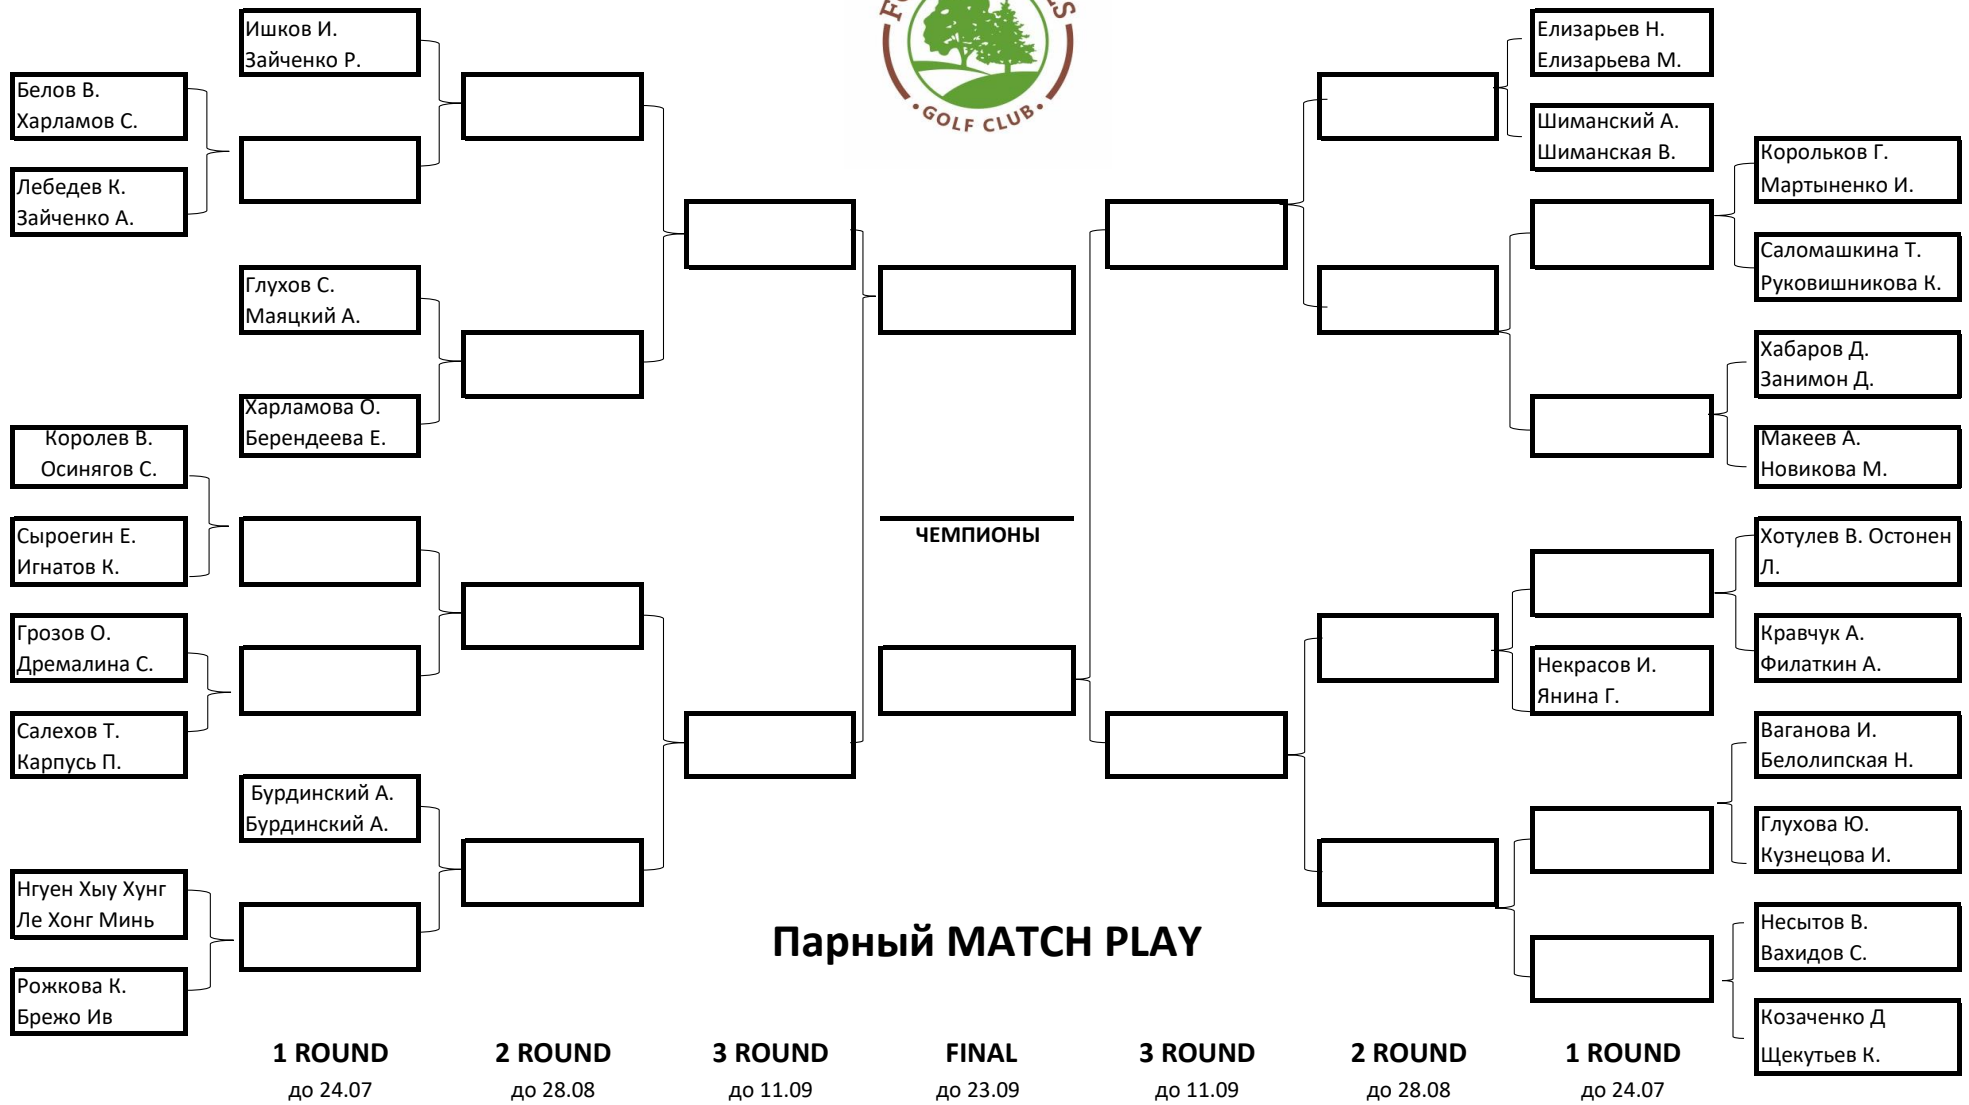 Ишков И.
Зайченко Р.
Белов В.
Харламов С.
Лебедев К.
Зайченко А.
Глухов С.
Маяцкий А.
Харламова О.
Берендеева Е.
Королев В.
Осинягов С.
Сыроегин Е.
Игнатов К.
Грозов О.
Дремалина С.
Салехов Т.
Карпусь П.
Бурдинский А.
Бурдинский А.
Нгуен Хыу Хунг
Ле Хонг Минь
Рожкова К.
Брежо Ив
GOLF CLUB
ЧЕМПИОНЫ
Елизарьев Н.
Елизарьева М.
Шиманский А.
Шиманская В.
Корольков Г.
Мартыненко И.
Саломашкина Т.
Руковишникова К.
Хабаров Д.
Занимон Д.
Макеев А.
Новикова М.
Хотулев В. Остонен
Л.
Кравчук А.
Филаткин А.
Некрасов И.
Янина Г.
Ваганова И.
Белолипская Н.
Глухова Ю.
Кузнецова И.
Несытов В.
Вахидов С.
Козаченко Д
Щекутьев К.
Парный MATCH PLAY
1 ROUND
2 ROUND
3 ROUND
FINAL
3 ROUND
2 ROUND
1 ROUND
до 24.07
до 28.08
до 11.09
до 23.09
до 11.09
до 28.08
до 24.07